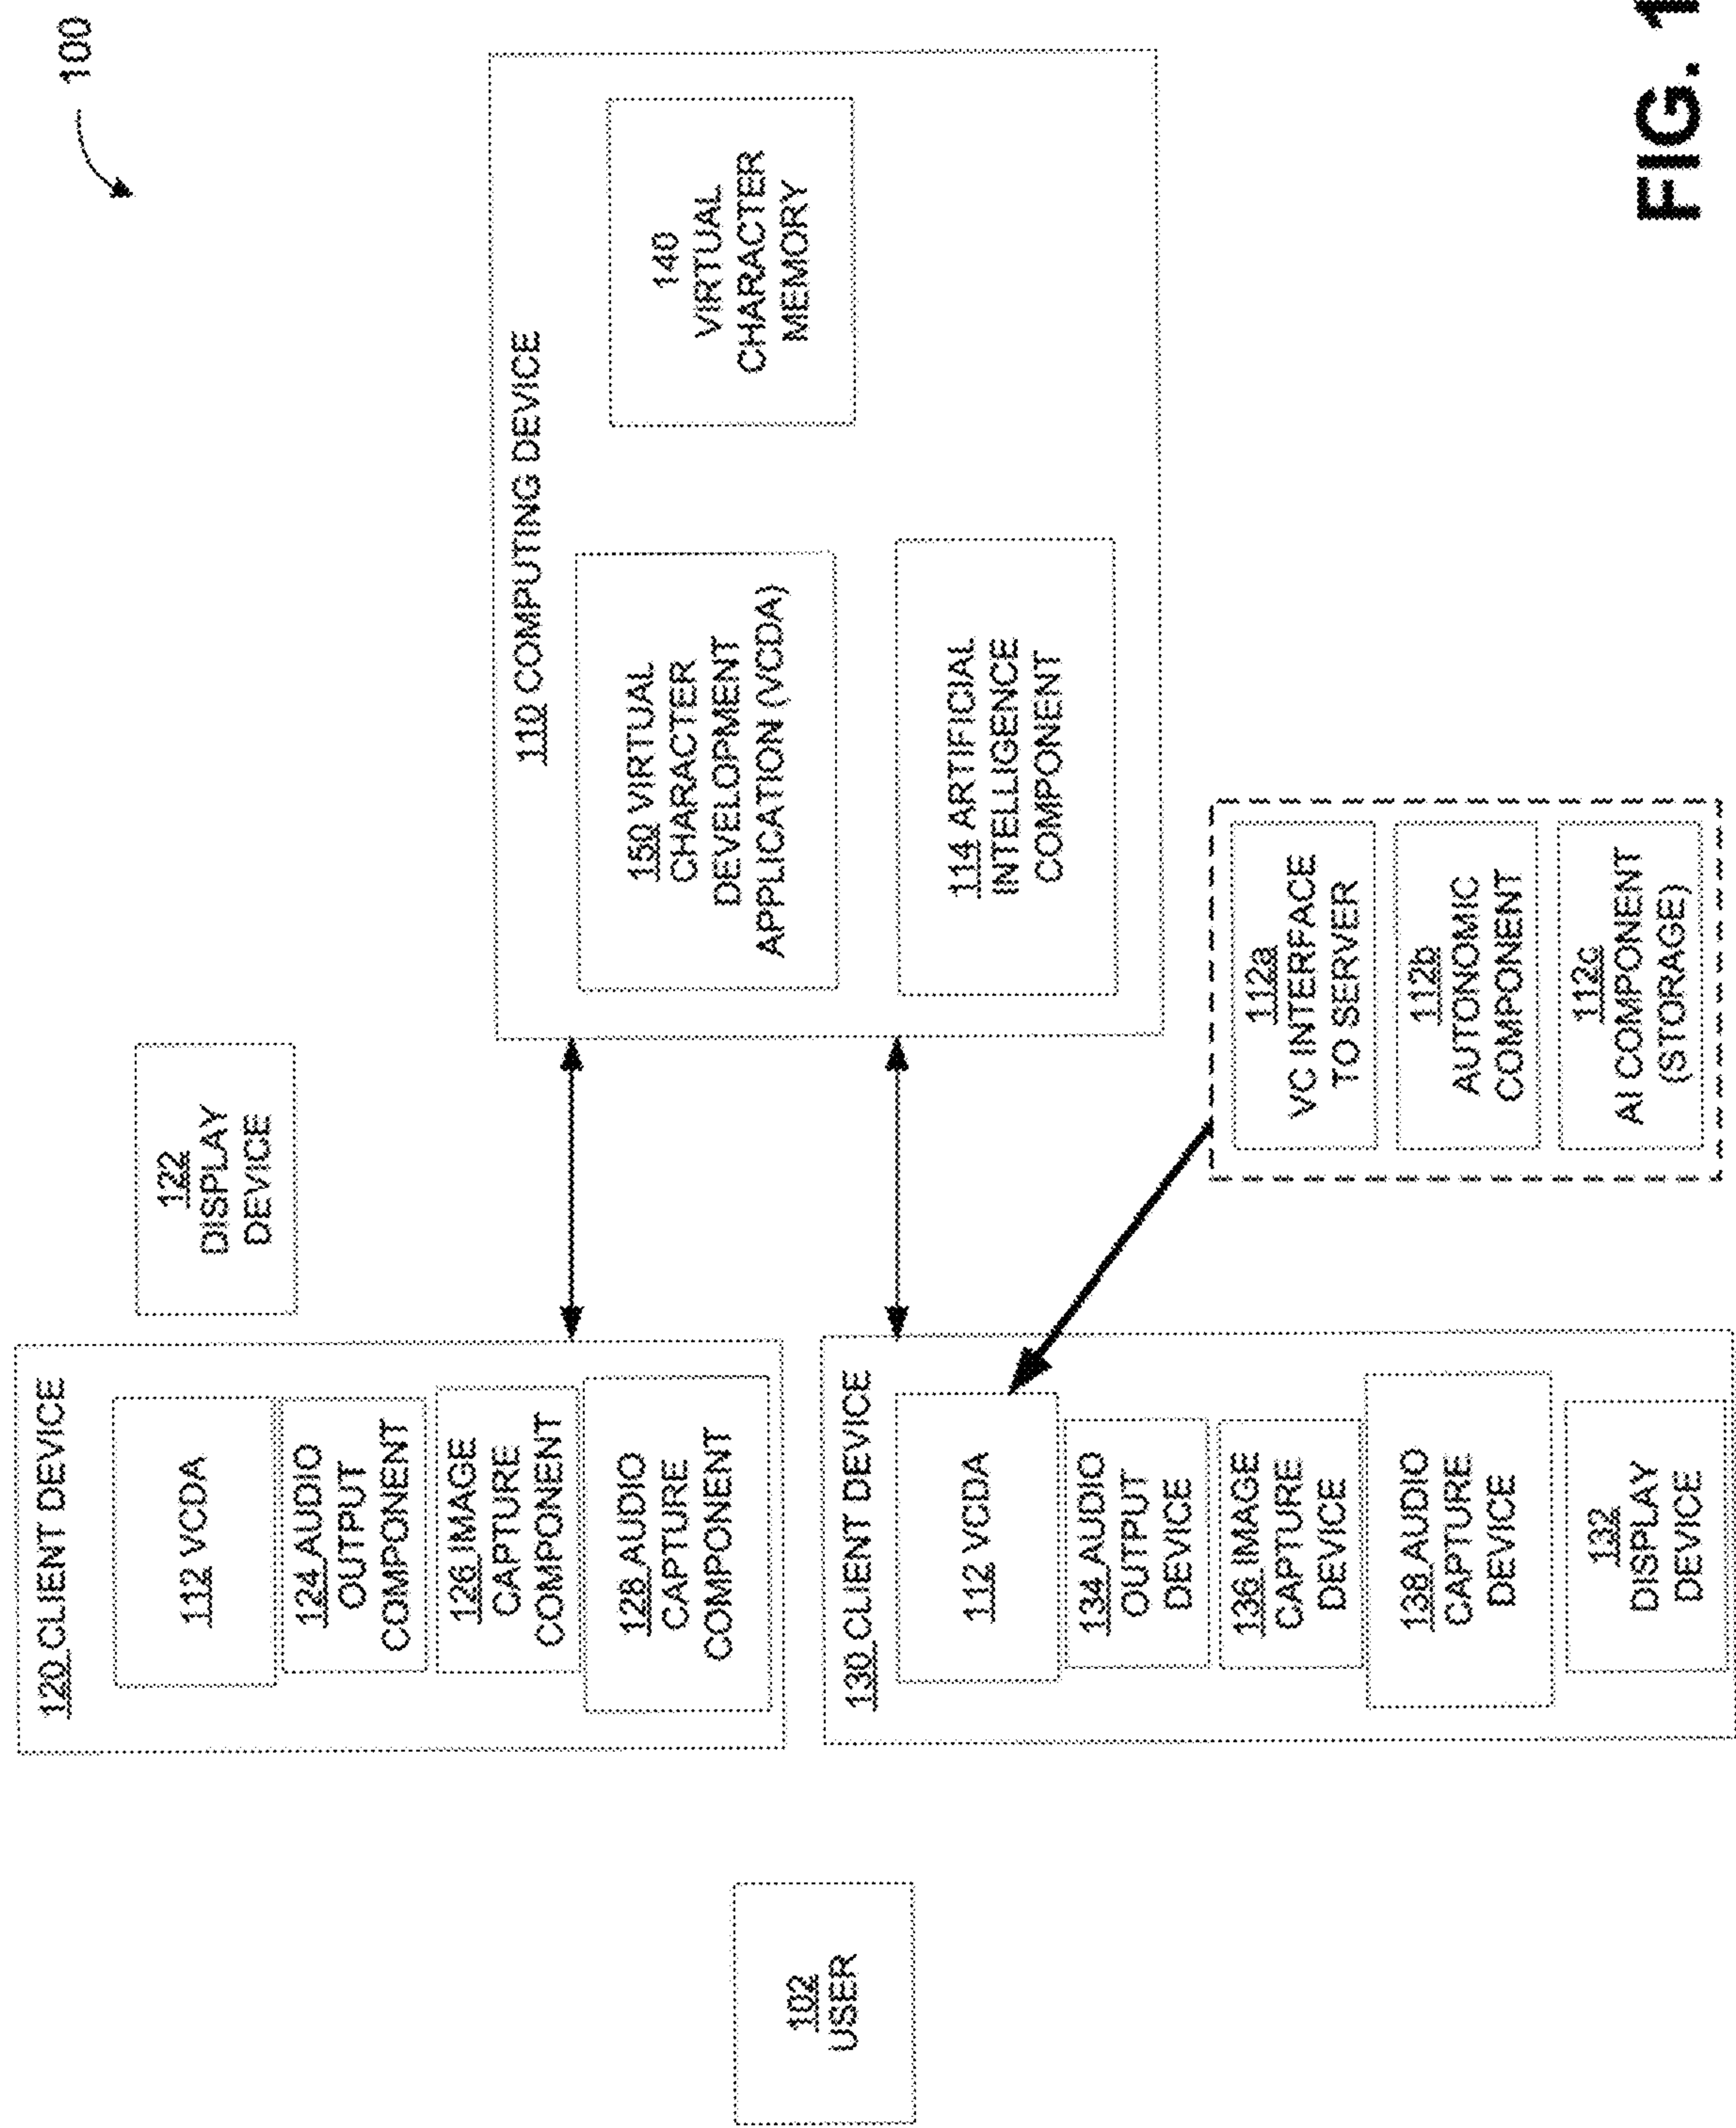 100
120 CLIENT DEVICE
112 VCDA
124 AUDIO
OUTPUT
COMPONENT
126 IMAGE
CAPTURE
COMPONENT
128 AUDIO
CAPTURE
COMPONENT
122
DISPLAY
DEVICE
110 COMPUTING DEVICE
150 VIRTUAL
CHARACTER
DEVELOPMENT
APPLICATION (VCDA)
140
VIRTUAL
CHARACTER
MEMORY
114 ARTIFICIAL
INTELLIGENCE
COMPONENT
102
USER
130 CLIENT DEVICE
112 VCDA
134 AUDIO
OUTPUT
DEVICE
136 IMAGE
CAPTURE
DEVICE
138 AUDIO
CAPTURE
DEVICE
132
DISPLAY
DEVICE
112a
VC INTERFACE
TO SERVER
112b
AUTONOMIC
COMPONENT
112c
AI COMPONENT
(STORAGE)
FIG. 1